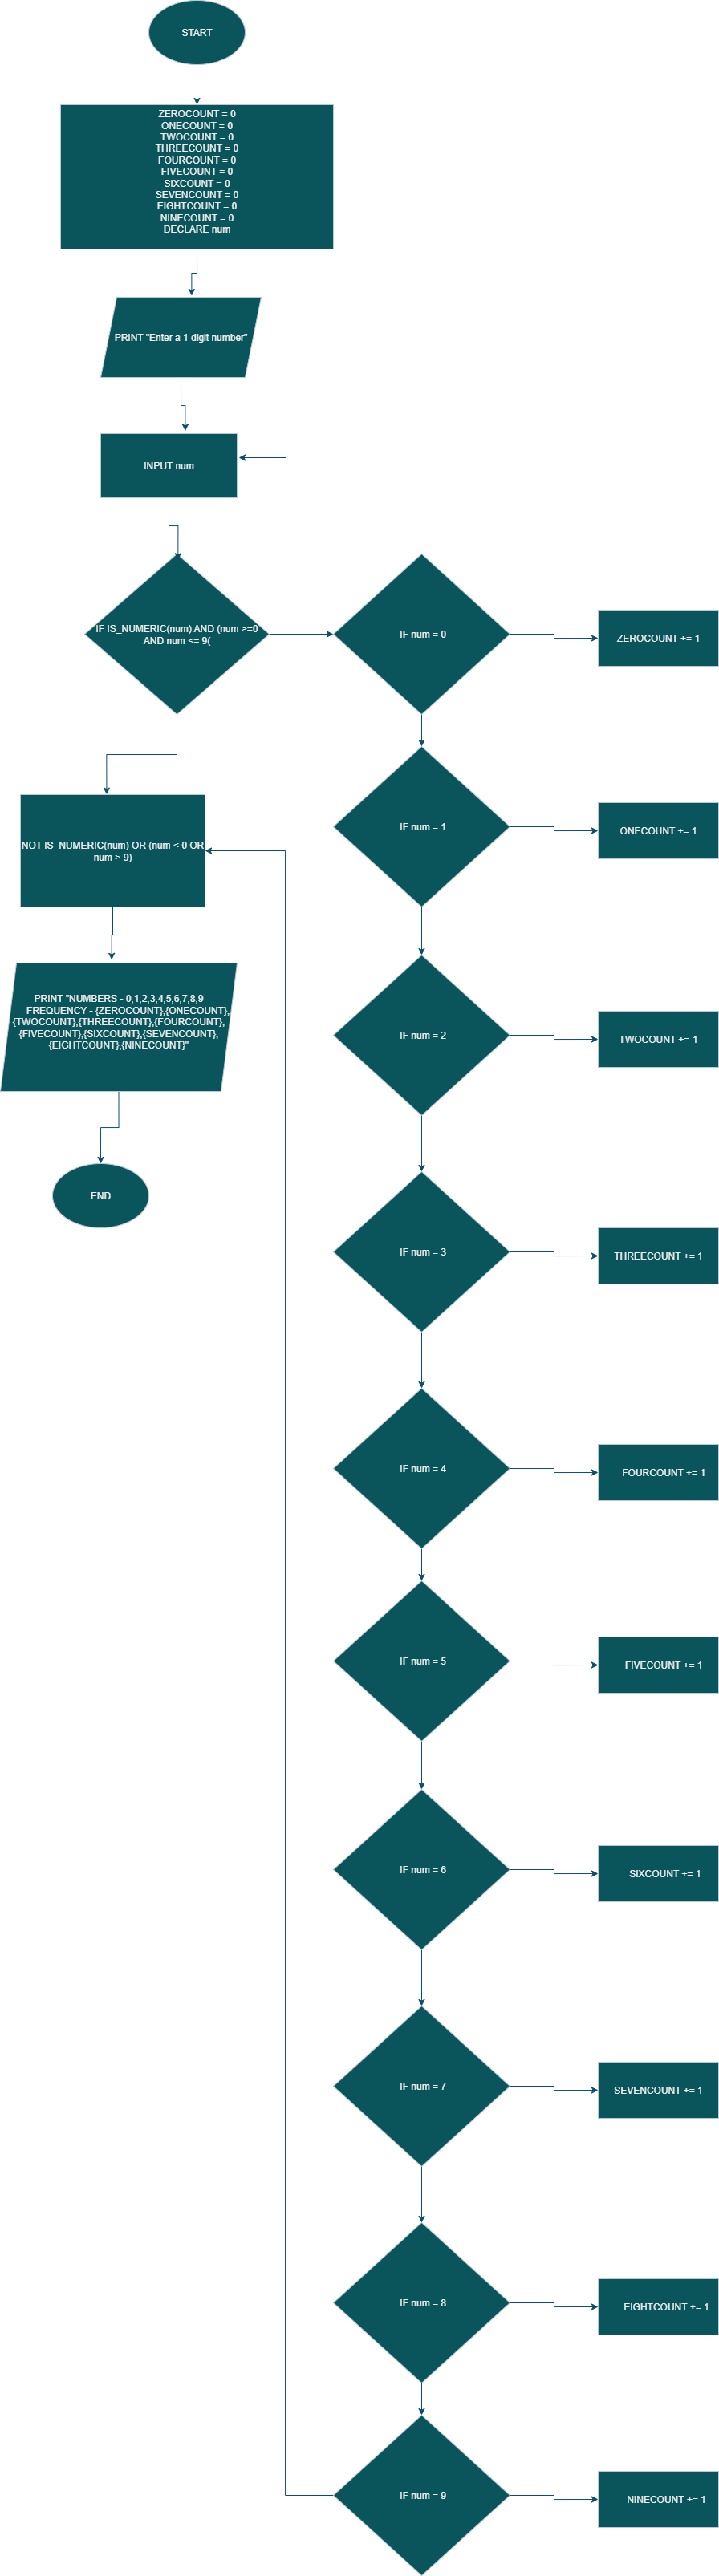 START
ZEROCOUNT = 0
ONECOUNT = 0
TWOCOUNT = 0
THREECOUNT = 0
FOURCOUNT = 0
FIVECOUNT = 0
SIXCOUNT = 0
SEVENCOUNT = 0
EIGHTCOUNT = 0
NINECOUNT = 0
DECLARE num
PRINT "Enter a 1 digit number"
INPUT num
IF IS_NUMERIC(num) AND (num >=0
AND num <= 9(
NOT IS_NUMERIC(num) OR (num < 0 OR
num > 9)
PRINT "NUMBERS - 0,1,2,3,4,5,6,7,8,9
FREQUENCY - {ZEROCOUNT},{ONECOUNT},
{TWOCOUNT},{THREECOUNT},{FOURCOUNT},
{FIVECOUNT},{SIXCOUNT},{SEVENCOUNT},
{EIGHTCOUNT},{NINECOUNT}"
END
IF num = 0
ZEROCOUNT += 1
IF num = 1
ONECOUNT += 1
IF num = 2
TWOCOUNT += 1
IF num = 3
THREECOUNT += 1
IF num = 4
FOURCOUNT += 1
IF num = 5
FIVECOUNT += 1
IF num = 6
SIXCOUNT += 1
IF num = 7
SEVENCOUNT += 1
IF num = 8
EIGHTCOUNT += 1
IF num = 9
NINECOUNT += 1